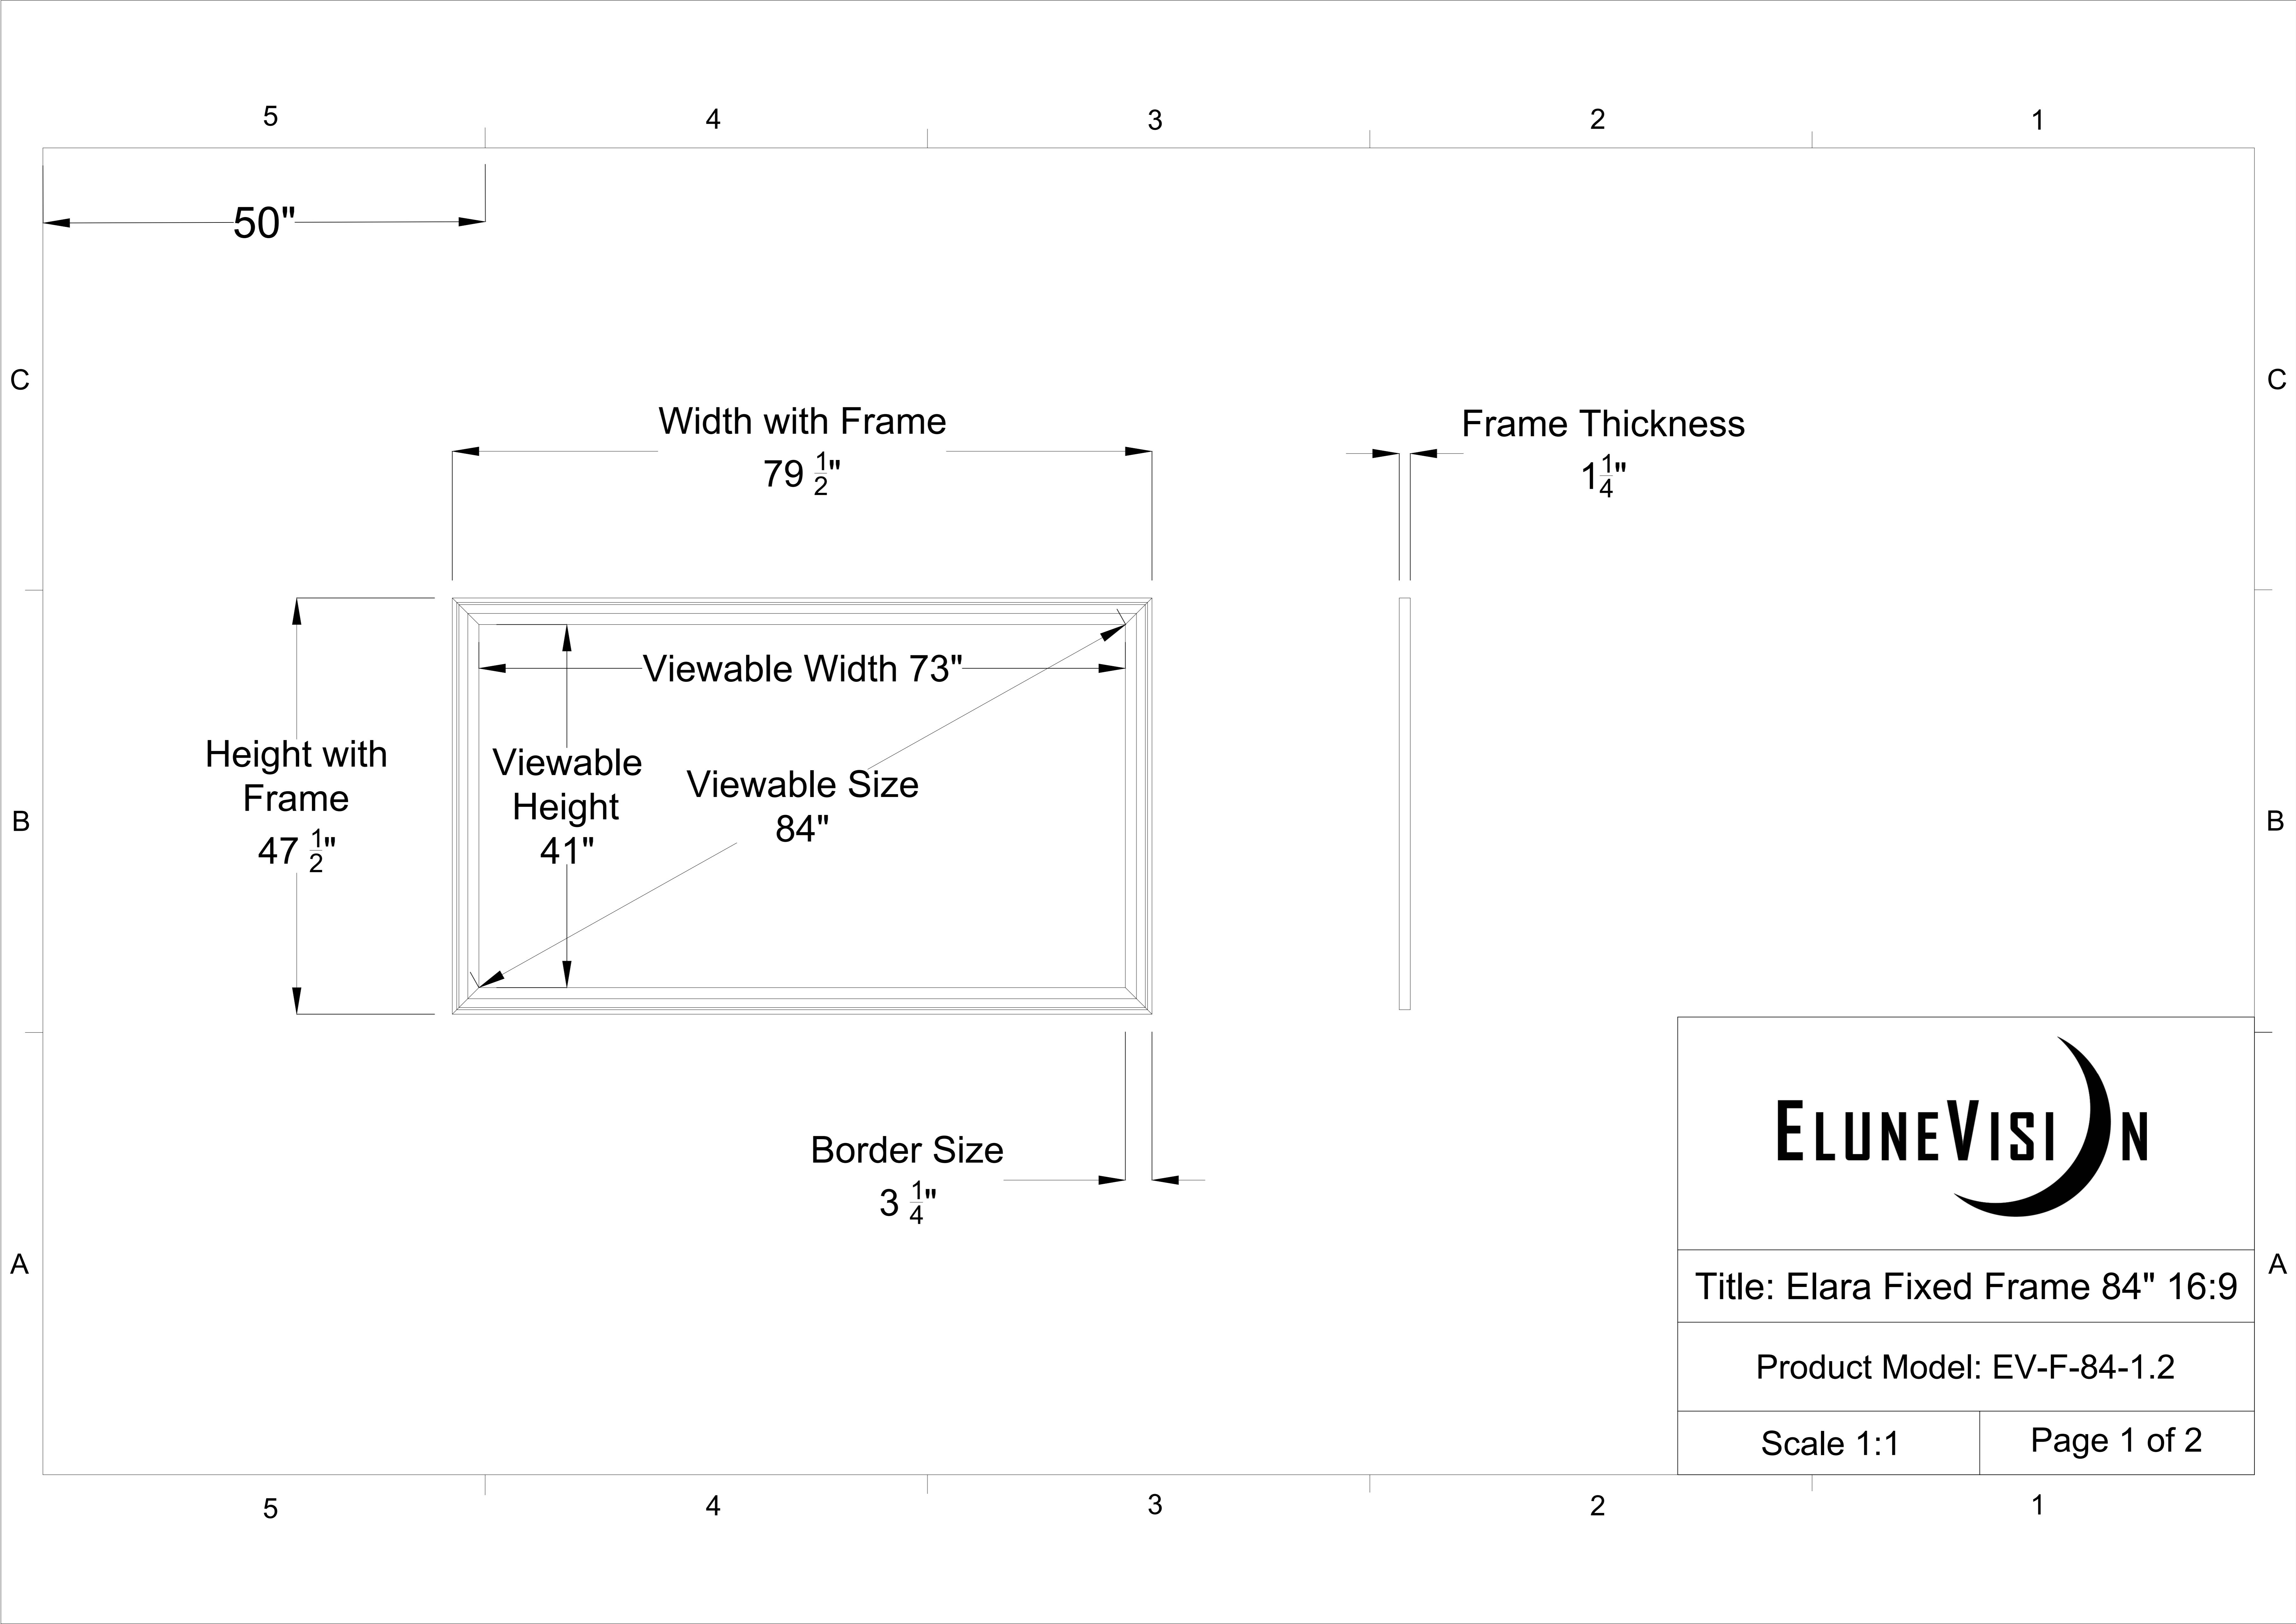 5 4 3 2 1
50"
C C
Width with Frame
79 1/2"
Frame Thickness
1 1/4"
Viewable Width 73"
Height with
Frame
47 1/2"
Viewable
Height
41"
Viewable Size
84"
B B
Border Size
3 1/4"
ELUNEVISION
A A
Title: Elara Fixed Frame 84" 16:9
Product Model: EV-F-84-1.2
Scale 1:1
Page 1 of 2
5 4 3 2 1